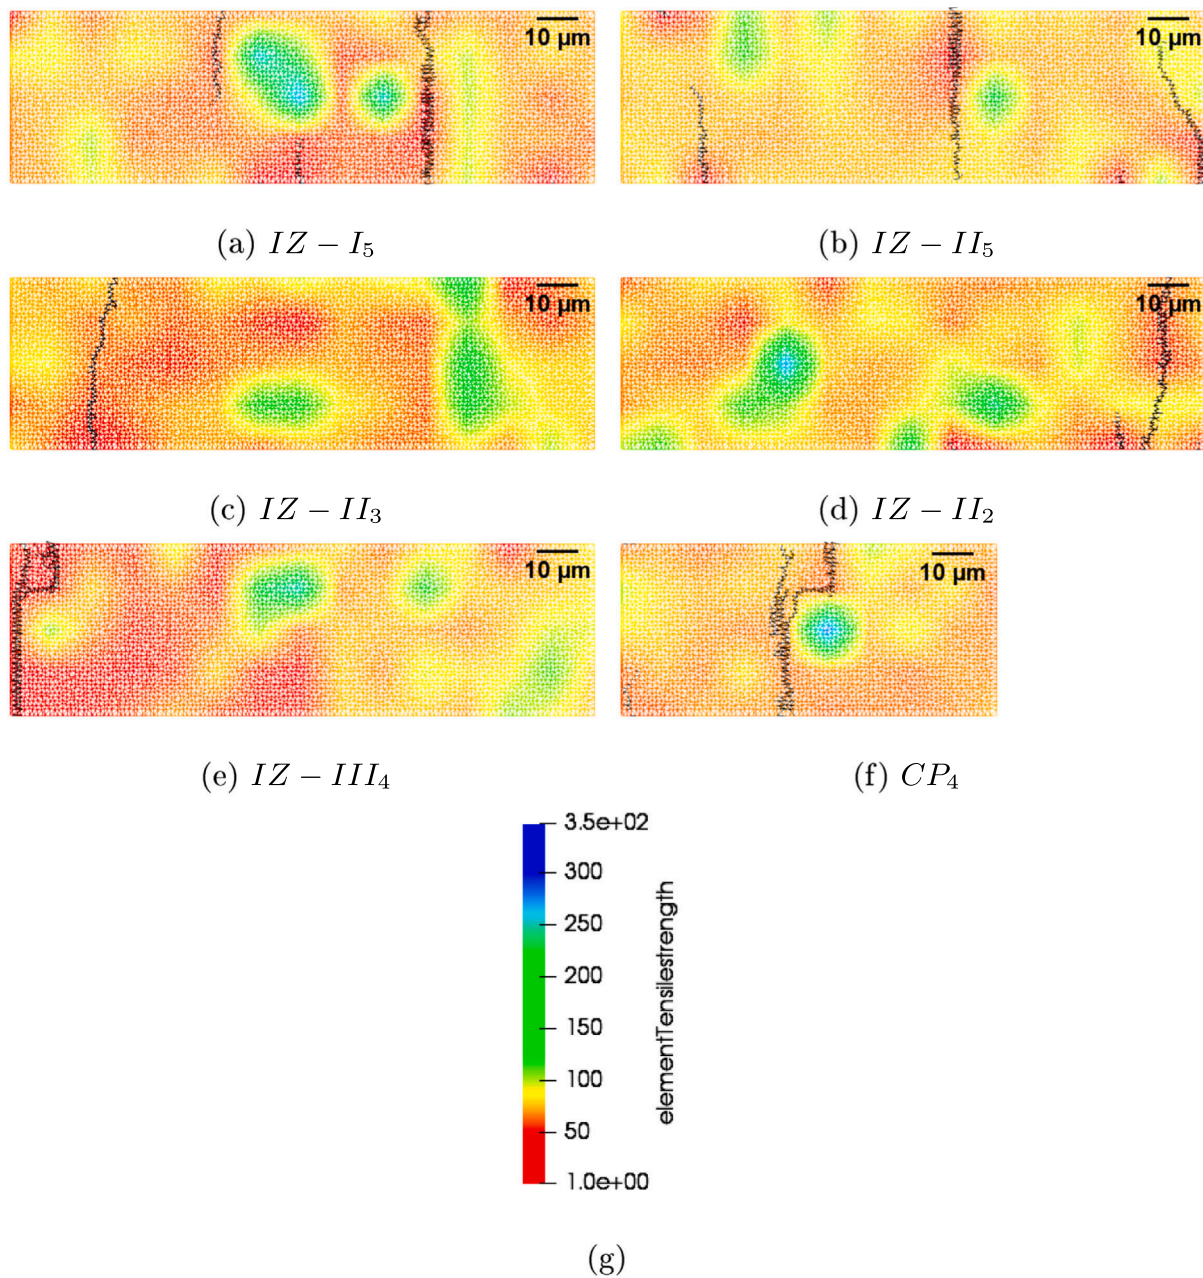 10 µm
10 µm
(a) IZ − I₅
(b) IZ − II₅
10 µm
10 µm
(c) IZ − II₃
(d) IZ − II₂
10 µm
10 µm
(e) IZ − III₄
(f) CP₄
3.5e+02
300
250
200
150
100
50
1.0e+00
elementTensilestrength
(g)